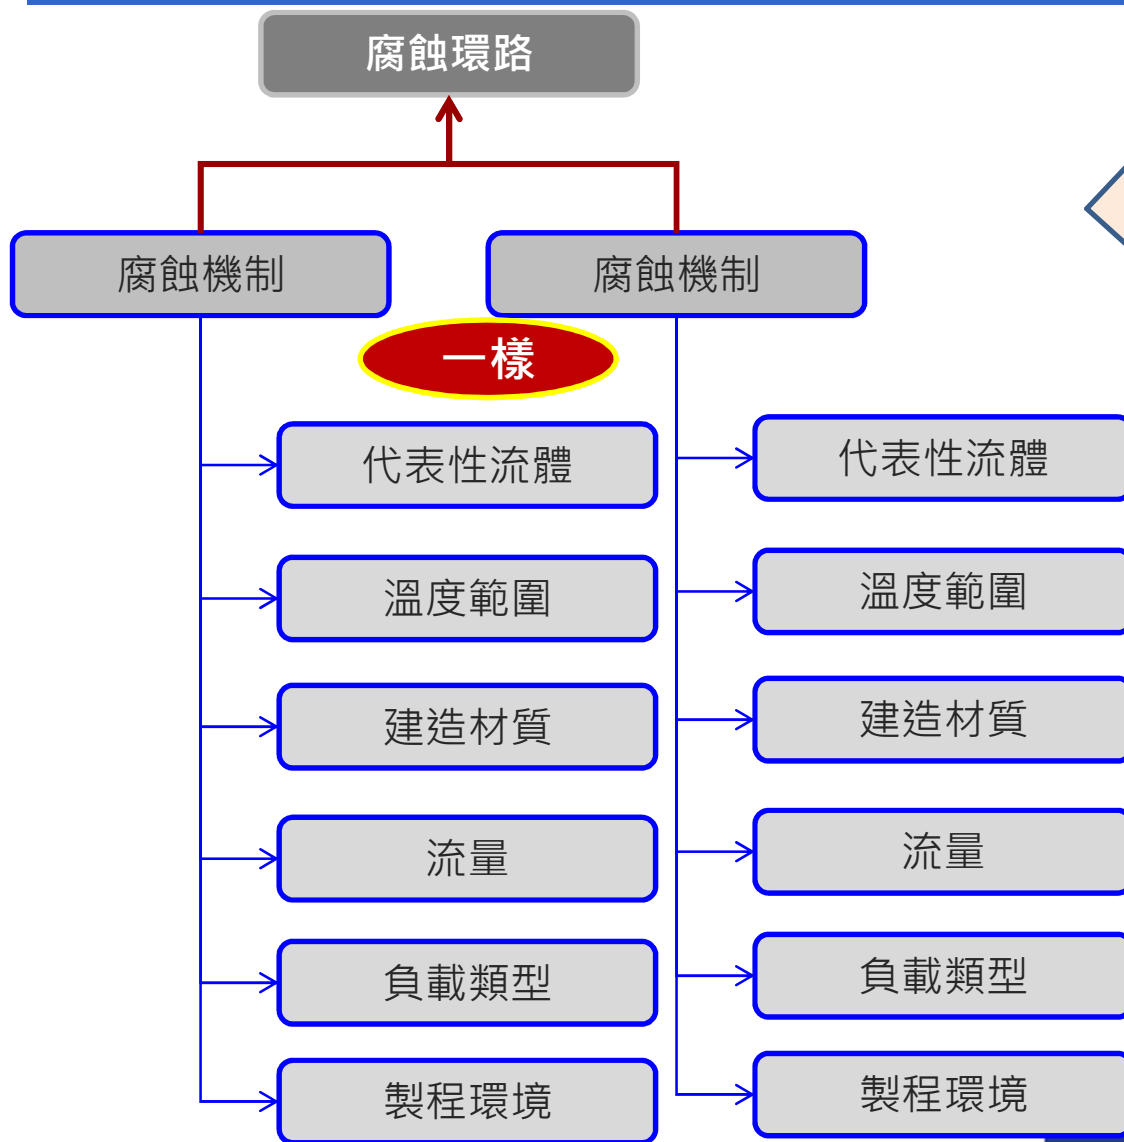 腐蝕環路
腐蝕機制
腐蝕機制
一樣
代表性流體
代表性流體
溫度範圍
溫度範圍
建造材質
建造材質
流量
流量
負載類型
負載類型
製程環境
製程環境